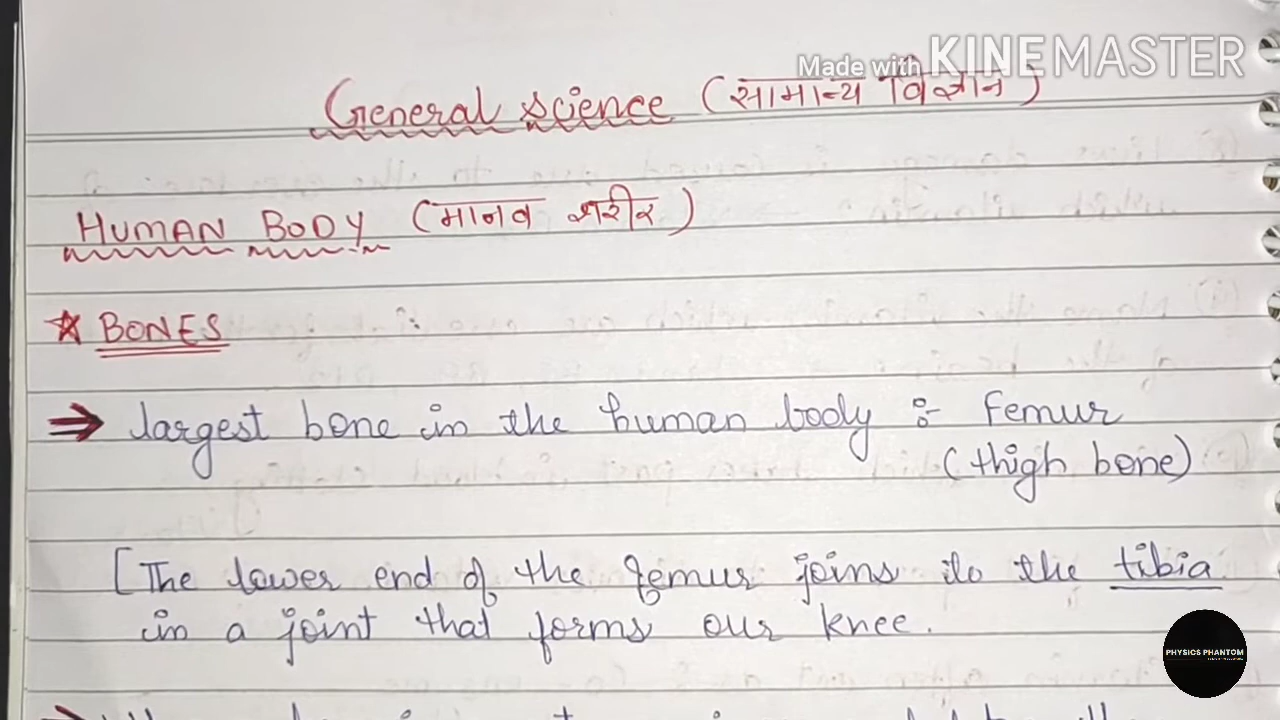 Made with KINEMASTER
General science (सामान्य विज्ञान)
HUMAN BODY (मानव शरीर)
★ BONES
⇒ largest bone in the human body :- Femur
(thigh bone)
[The lower end of the femur joins to the tibia
in a joint that forms our knee.
PHYSICS PHANTOM